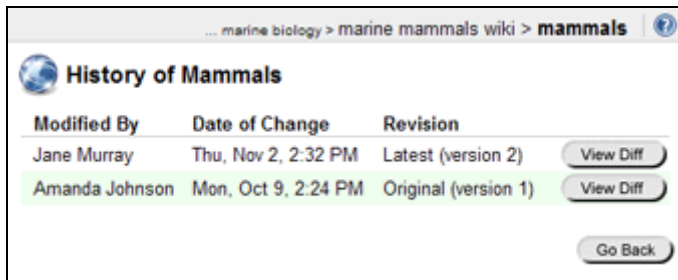 ... marine biology > marine mammals wiki > mammals ?
History of Mammals
Modified By Date of Change Revision
Jane Murray Thu, Nov 2, 2:32 PM Latest (version 2) View Diff
Amanda Johnson Mon, Oct 9, 2:24 PM Original (version 1) View Diff
Go Back